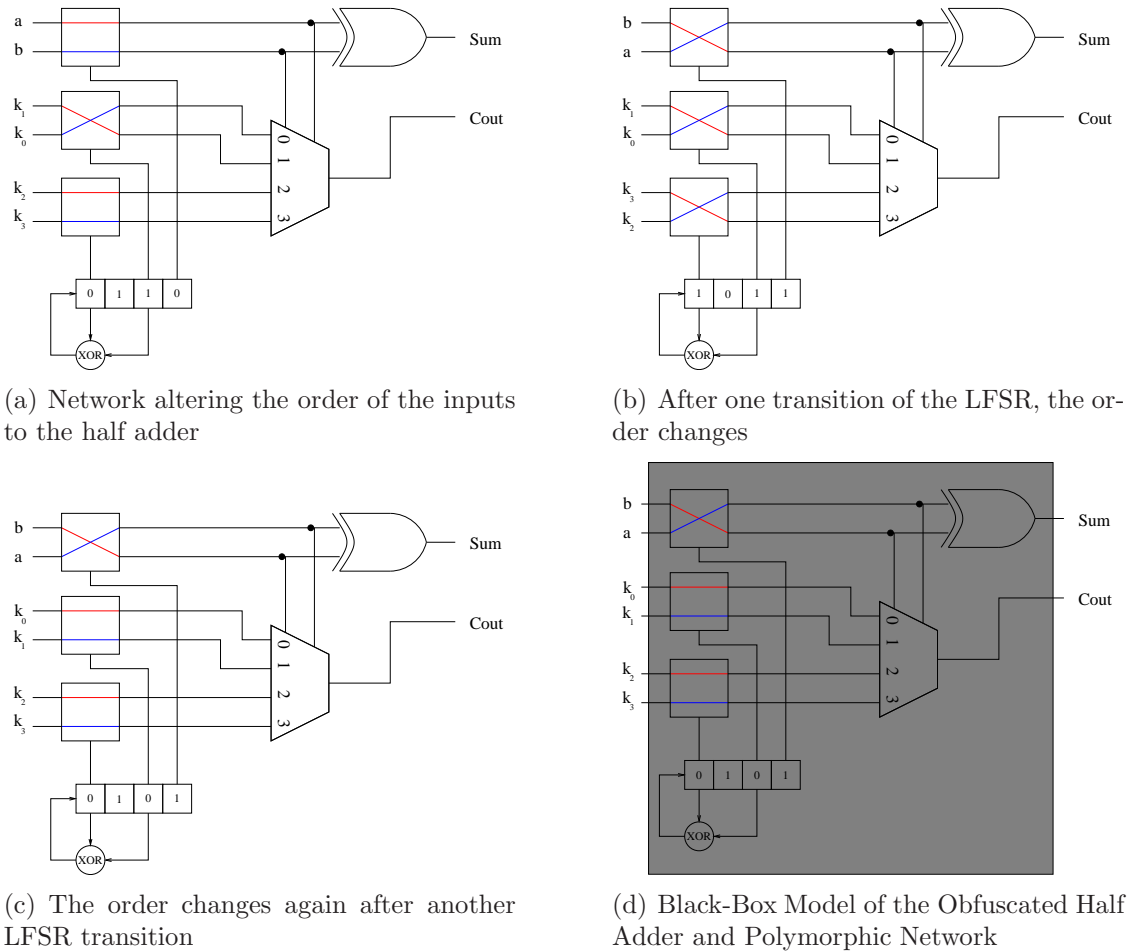 a
b
Sum
k1
k0
Cout
0
1
2
3
k2
k3
0 1 1 0
XOR
(a) Network altering the order of the inputs
to the half adder
b
a
Sum
k1
k0
Cout
0
1
2
3
k3
k2
1 0 1 1
XOR
(b) After one transition of the LFSR, the or-
der changes
b
a
Sum
k0
k1
Cout
0
1
2
3
k2
k3
0 1 0 1
XOR
(c) The order changes again after another
LFSR transition
b
a
Sum
k0
k1
Cout
0
1
2
3
k2
k3
0 1 0 1
XOR
(d) Black-Box Model of the Obfuscated Half
Adder and Polymorphic Network